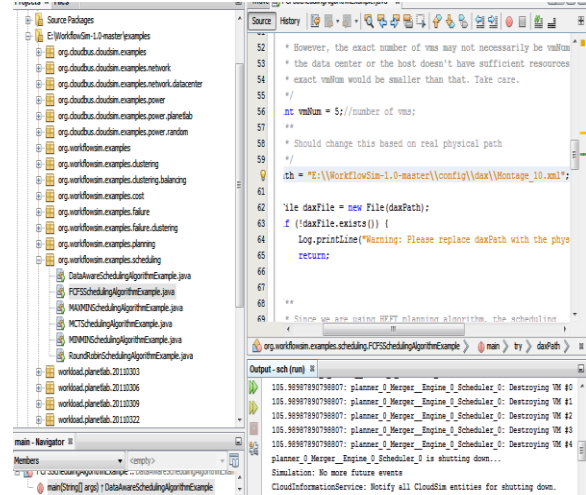 Source Packages
E:\WorkflowSim-1.0-master\examples
org.cloudbus.cloudsim.examples
org.cloudbus.cloudsim.examples.network
org.cloudbus.cloudsim.examples.network.datacenter
org.cloudbus.cloudsim.examples.power
org.cloudbus.cloudsim.examples.power.planetlab
org.cloudbus.cloudsim.examples.power.random
org.workflowsim.examples
org.workflowsim.examples.clustering
org.workflowsim.examples.clustering.balancing
org.workflowsim.examples.cost
org.workflowsim.examples.failure
org.workflowsim.examples.failure.clustering
org.workflowsim.examples.planning
org.workflowsim.examples.scheduling
DataAwareSchedulingAlgorithmExample.java
FCFSSchedulingAlgorithmExample.java
MAXMINSchedulingAlgorithmExample.java
MCTSchedulingAlgorithmExample.java
MINMINSchedulingAlgorithmExample.java
RoundRobinSchedulingAlgorithmExample.java
workload.planetlab.20110303
workload.planetlab.20110306
workload.planetlab.20110309
workload.planetlab.20110322
main - Navigator
Members <empty>
main(String[] args) ↑ DataAwareSchedulingAlgorithmExample
Source History
52 * However, the exact number of vms may not necessarily be vmNum
53 * the data center or the host doesn't have sufficient resources
54 * exact vmNum would be smaller than that. Take care.
55 */
56 nt vmNum = 5;//number of vms;
57 **
58 * Should change this based on real physical path
59 */
th = "E:\\WorkflowSim-1.0-master\\config\\dax\\Montage_10.xml";
61
62 ile daxFile = new File(daxPath);
63 f (!daxFile.exists()) {
64 Log.printLine("Warning: Please replace daxPath with the phys
65 return;
66
67
68 **
69 * Since we are using HEFT planning algorithm, the scheduling
org.workflowsim.examples.scheduling.FCFSSchedulingAlgorithmExample main try daxPath
Output - sch (run)
105.98987890798807: planner_0_Merger__Engine_0_Scheduler_0: Destroying VM #0
105.98987890798807: planner_0_Merger__Engine_0_Scheduler_0: Destroying VM #1
105.98987890798807: planner_0_Merger__Engine_0_Scheduler_0: Destroying VM #2
105.98987890798807: planner_0_Merger__Engine_0_Scheduler_0: Destroying VM #3
105.98987890798807: planner_0_Merger__Engine_0_Scheduler_0: Destroying VM #4
planner_0_Merger__Engine_0_Scheduler_0 is shutting down...
Simulation: No more future events
CloudInformationService: Notify all CloudSim entities for shutting down.